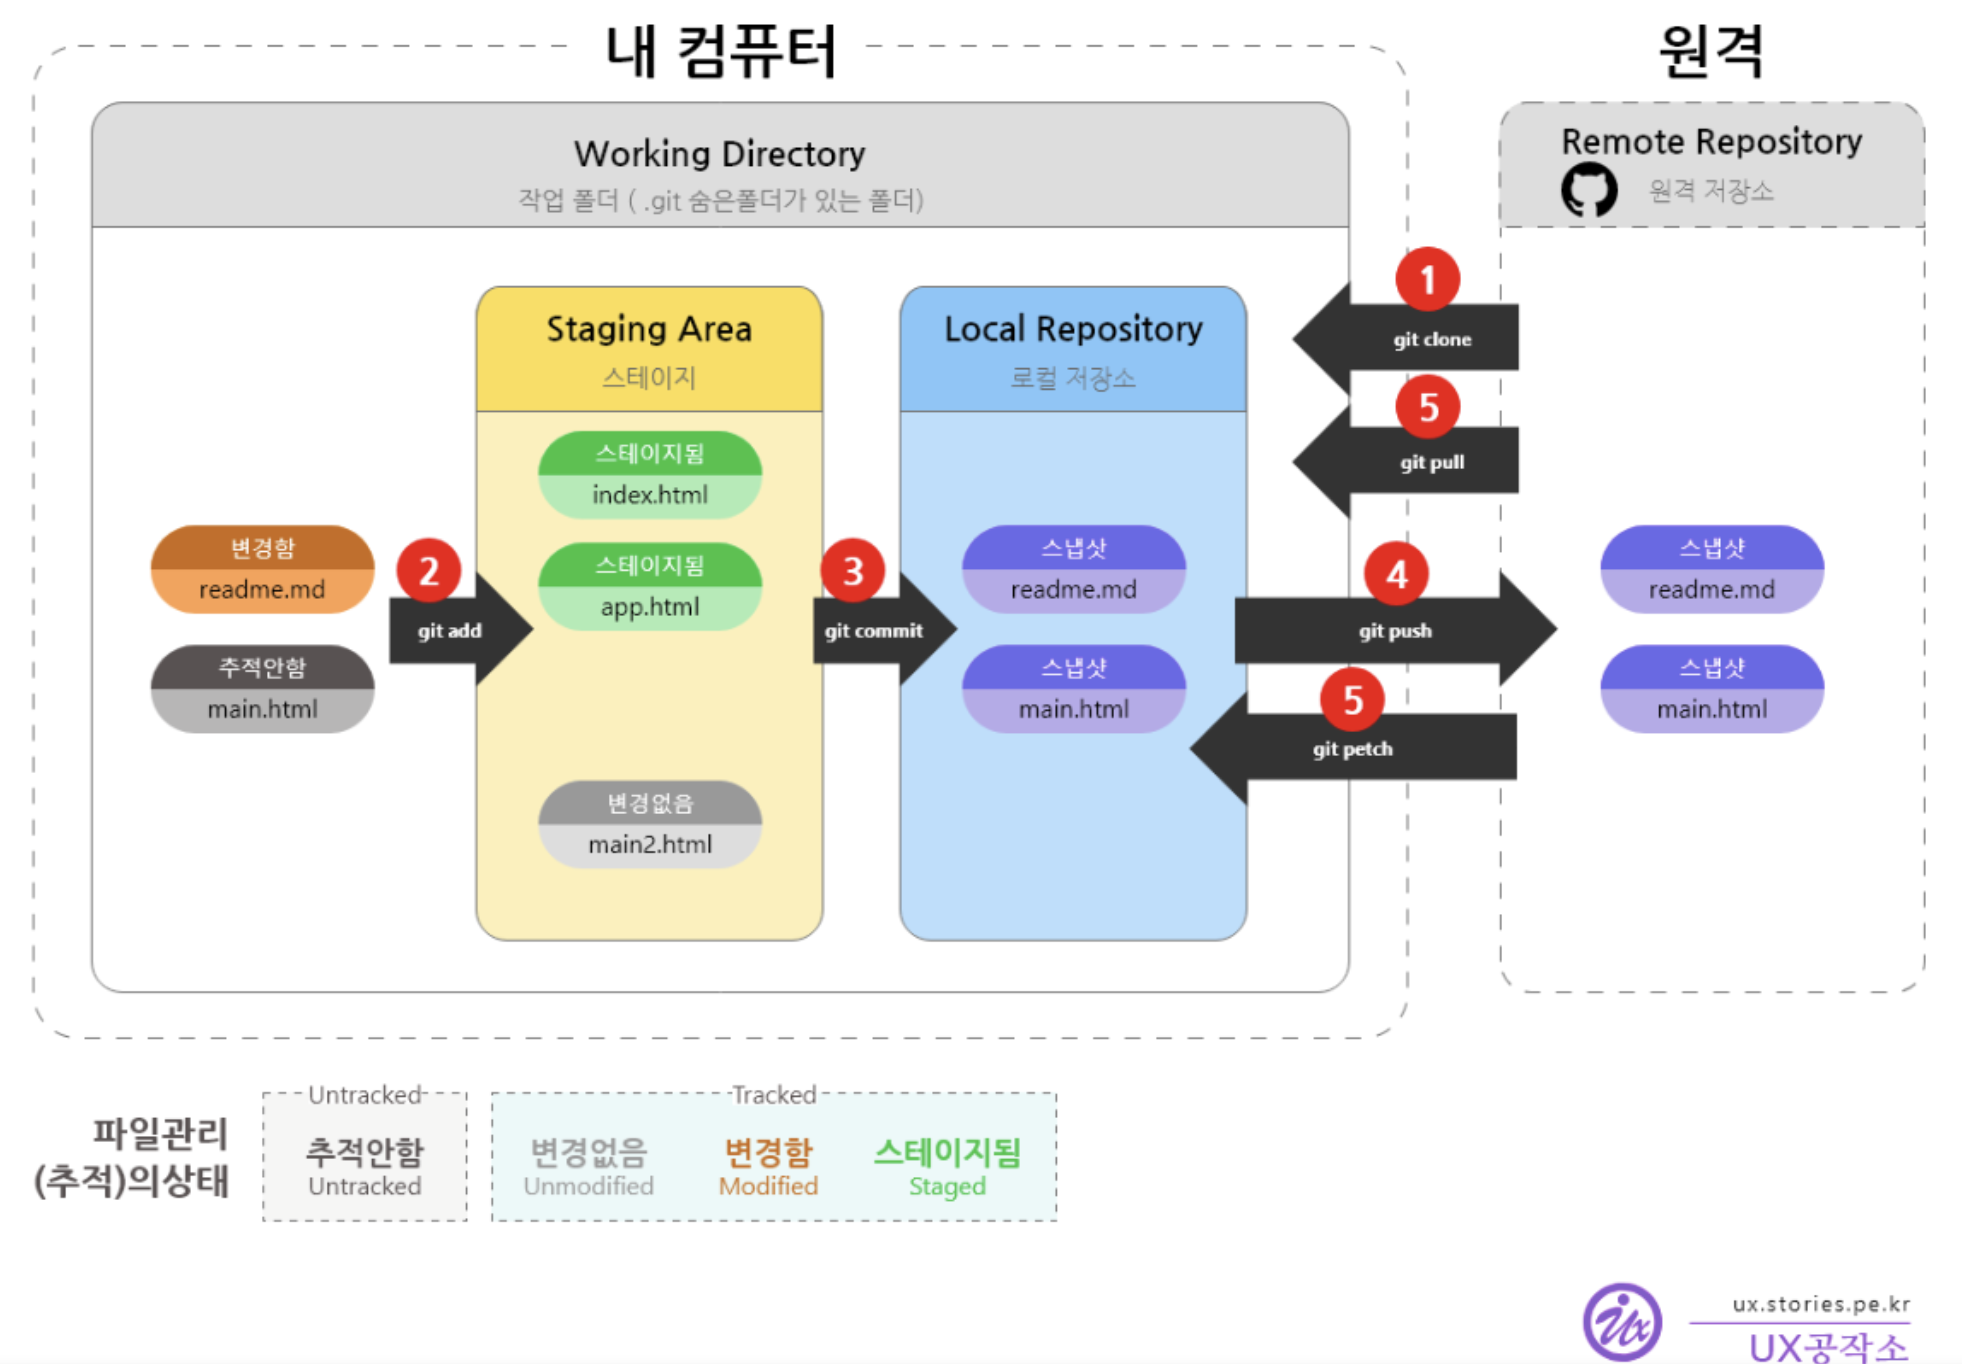 내 컴퓨터
원격
Working Directory
작업 폴더 ( .git 숨은폴더가 있는 폴더)
Remote Repository
원격 저장소
1
git clone
5
git pull
Staging Area
스테이지
Local Repository
로컬 저장소
스테이지됨
index.html
스테이지됨
app.html
변경없음
main2.html
변경함
readme.md
추적안함
main.html
2
git add
3
git commit
스냅샷
readme.md
스냅샷
main.html
4
git push
5
git petch
스냅샷
readme.md
스냅샷
main.html
파일관리
(추적)의상태
Untracked
추적안함
Untracked
Tracked
변경없음
Unmodified
변경함
Modified
스테이지됨
Staged
ux
ux.stories.pe.kr
UX공작소